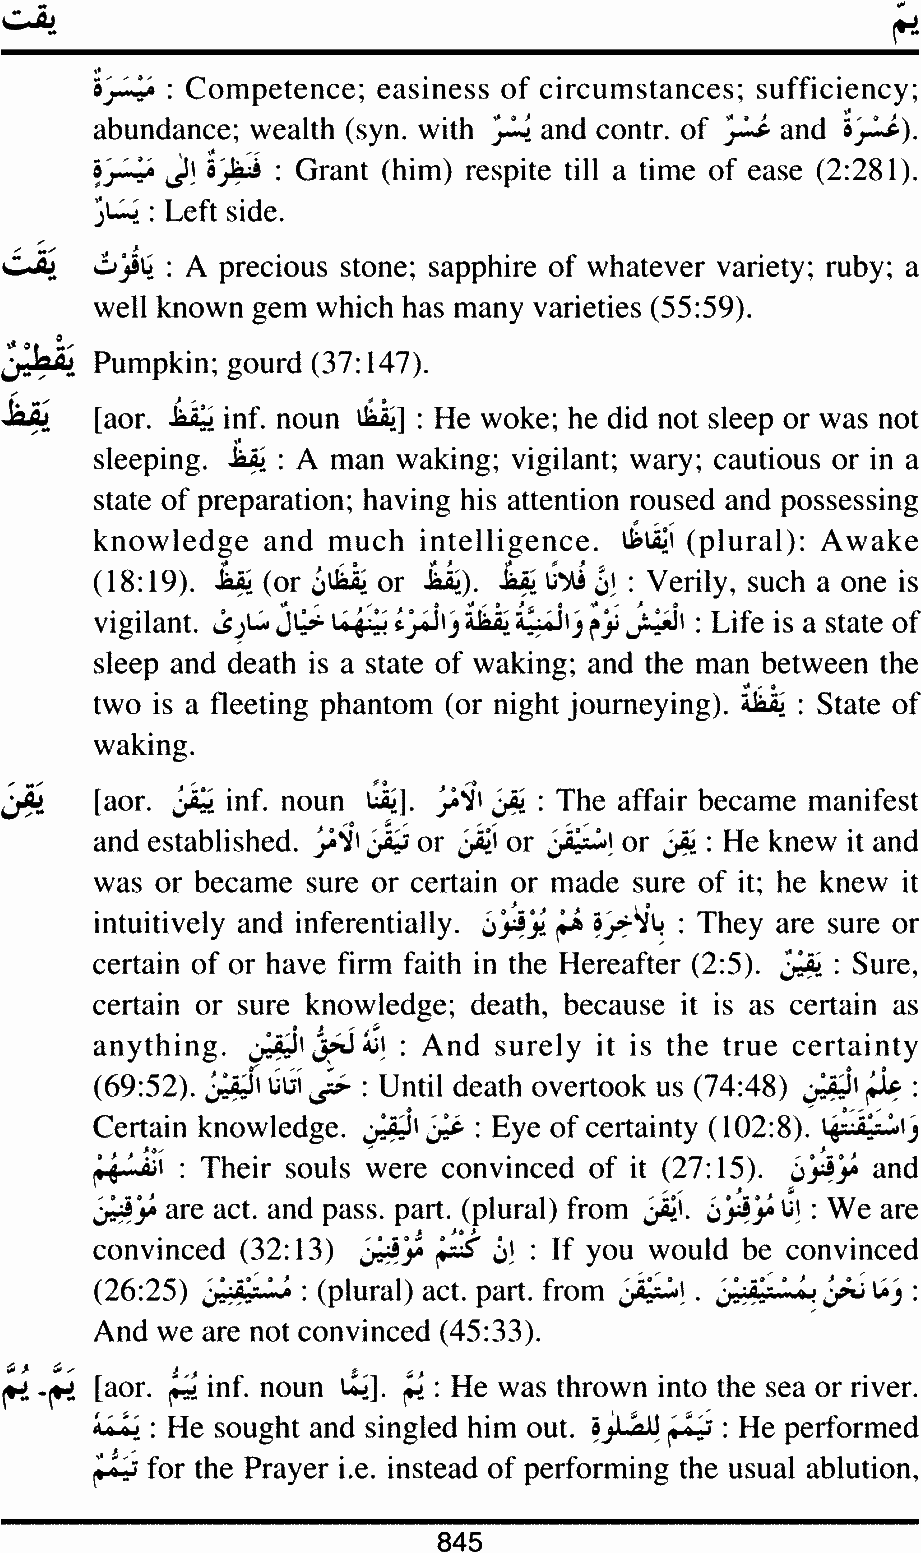 يقت يمّ
مَيْسَرَةٌ : Competence; easiness of circumstances; sufficiency;
abundance; wealth (syn. with يُسْرٌ and contr. of عُسْرٌ and عُسْرَةٌ).
فَنَظِرَةٌ اِلٰى مَيْسَرَةٍ : Grant (him) respite till a time of ease (2:281).
يَسَارٌ : Left side.
يَقَتَ يَاقُوْتٌ : A precious stone; sapphire of whatever variety; ruby; a
well known gem which has many varieties (55:59).
يَقْطِيْنٌ Pumpkin; gourd (37:147).
يَقِظَ [aor. يَيْقَظُ inf. noun يَقَظًا] : He woke; he did not sleep or was not
sleeping. يَقِظٌ : A man waking; vigilant; wary; cautious or in a
state of preparation; having his attention roused and possessing
knowledge and much intelligence. اَيْقَاظًا (plural): Awake
(18:19). يَقِظٌ (or يَقْظَانُ or يَقُظٌ). اِنَّ فُلَانًا يَقِظٌ : Verily, such a one is
vigilant. اَلْعَيْشُ نَوْمٌ وَالْمَنِيَّةُ يَقْظَةٌ وَالْمَرْءُ بَيْنَهُمَا خَيَالٌ سَارِىْ : Life is a state of
sleep and death is a state of waking; and the man between the
two is a fleeting phantom (or night journeying). يَقْظَةٌ : State of
waking.
يَقِنَ [aor. يَيْقَنُ inf. noun يَقَنًا]. يَقِنَ الْاَمْرُ : The affair became manifest
and established. تَيَقَّنَ الْاَمْرُ or اَيْقَنَ or اِسْتَيْقَنَ or يَقِنَ : He knew it and
was or became sure or certain or made sure of it; he knew it
intuitively and inferentially. بِالْاٰخِرَةِ هُمْ يُوْقِنُوْنَ : They are sure or
certain of or have firm faith in the Hereafter (2:5). يَقِيْنٌ : Sure,
certain or sure knowledge; death, because it is as certain as
anything. اِنَّهُ لَحَقُّ الْيَقِيْنِ : And surely it is the true certainty
(69:52). حَتّٰى اَتَانَا الْيَقِيْنُ : Until death overtook us (74:48) عِلْمُ الْيَقِيْنِ :
Certain knowledge. عَيْنَ الْيَقِيْنِ : Eye of certainty (102:8). وَاسْتَيْقَنَتْهَا
اَنْفُسُهُمْ : Their souls were convinced of it (27:15). مُوْقِنُوْنَ and
مُوْقِنِيْنَ are act. and pass. part. (plural) from اَيْقَنَ. اِنَّا مُوْقِنُوْنَ : We are
convinced (32:13) اِنْ كُنْتُمْ مُوْقِنِيْنَ : If you would be convinced
(26:25) مُسْتَيْقِنِيْنَ : (plural) act. part. from اِسْتَيْقَنَ . وَمَا نَحْنُ بِمُسْتَيْقِنِيْنَ :
And we are not convinced (45:33).
يَمَّ - يُمَّ [aor. يُيَمُّ inf. noun يَمًّا]. يُمَّ : He was thrown into the sea or river.
يَمَّمَهُ : He sought and singled him out. تَيَمَّمَ لِلصَّلٰوةِ : He performed
تَيَمُّمٌ for the Prayer i.e. instead of performing the usual ablution,
845